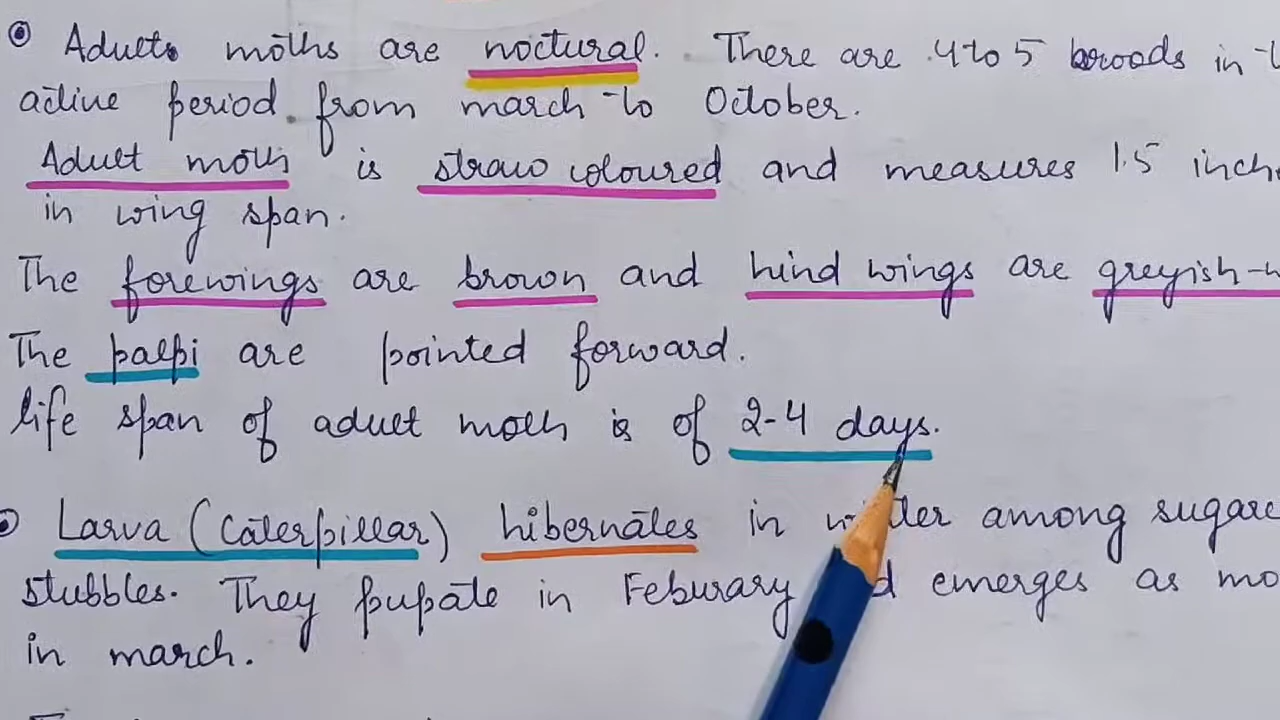 Adults moths are noctural. There are 4 to 5 broods in
active period from march to October.
Adult moth is straw coloured and measures 1.5 inch
in wing span.
The forewings are brown and hind wings are greyish-
The palpi are pointed forward.
life span of adult moth is of 2-4 days.
Larva (Caterpillar) hibernates in among
stubbles. They pupate in Feburary emerges as
in march.